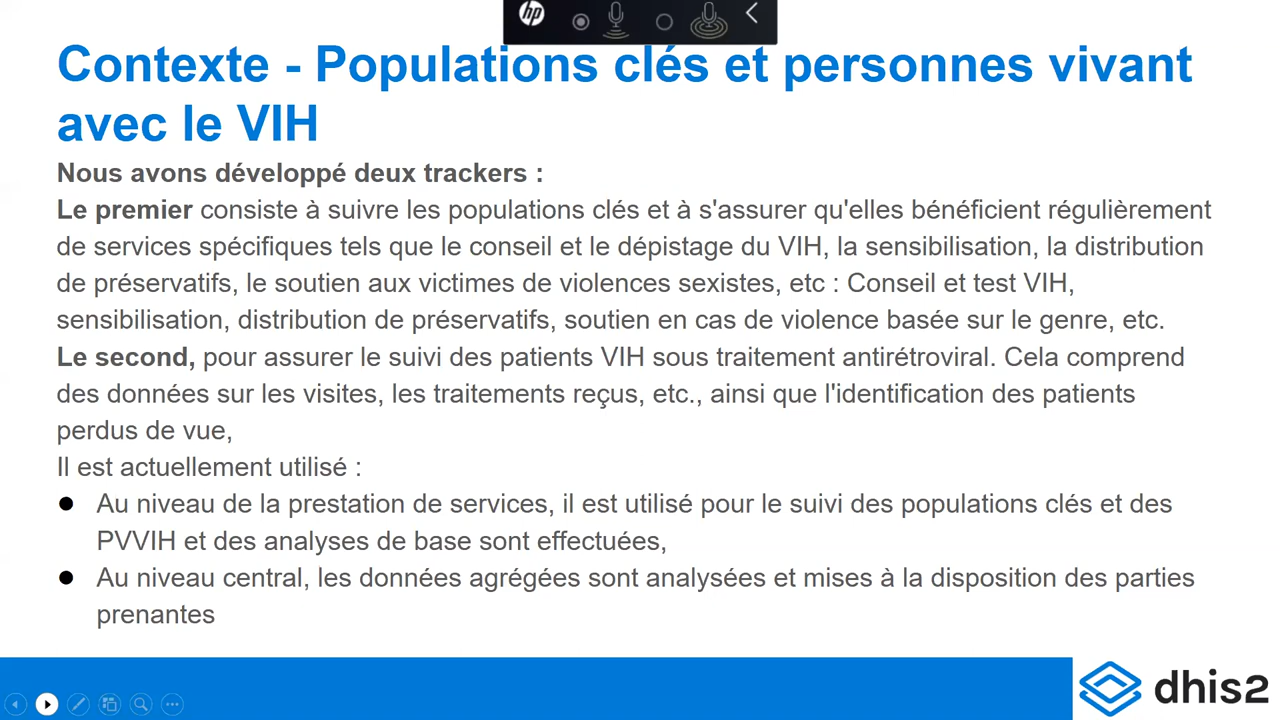 hp
Contexte - Populations clés et personnes vivant
avec le VIH
Nous avons développé deux trackers :
Le premier consiste à suivre les populations clés et à s'assurer qu'elles bénéficient régulièrement
de services spécifiques tels que le conseil et le dépistage du VIH, la sensibilisation, la distribution
de préservatifs, le soutien aux victimes de violences sexistes, etc : Conseil et test VIH,
sensibilisation, distribution de préservatifs, soutien en cas de violence basée sur le genre, etc.
Le second, pour assurer le suivi des patients VIH sous traitement antirétroviral. Cela comprend
des données sur les visites, les traitements reçus, etc., ainsi que l'identification des patients
perdus de vue,
Il est actuellement utilisé :
● Au niveau de la prestation de services, il est utilisé pour le suivi des populations clés et des
PVVIH et des analyses de base sont effectuées,
● Au niveau central, les données agrégées sont analysées et mises à la disposition des parties
prenantes
dhis2